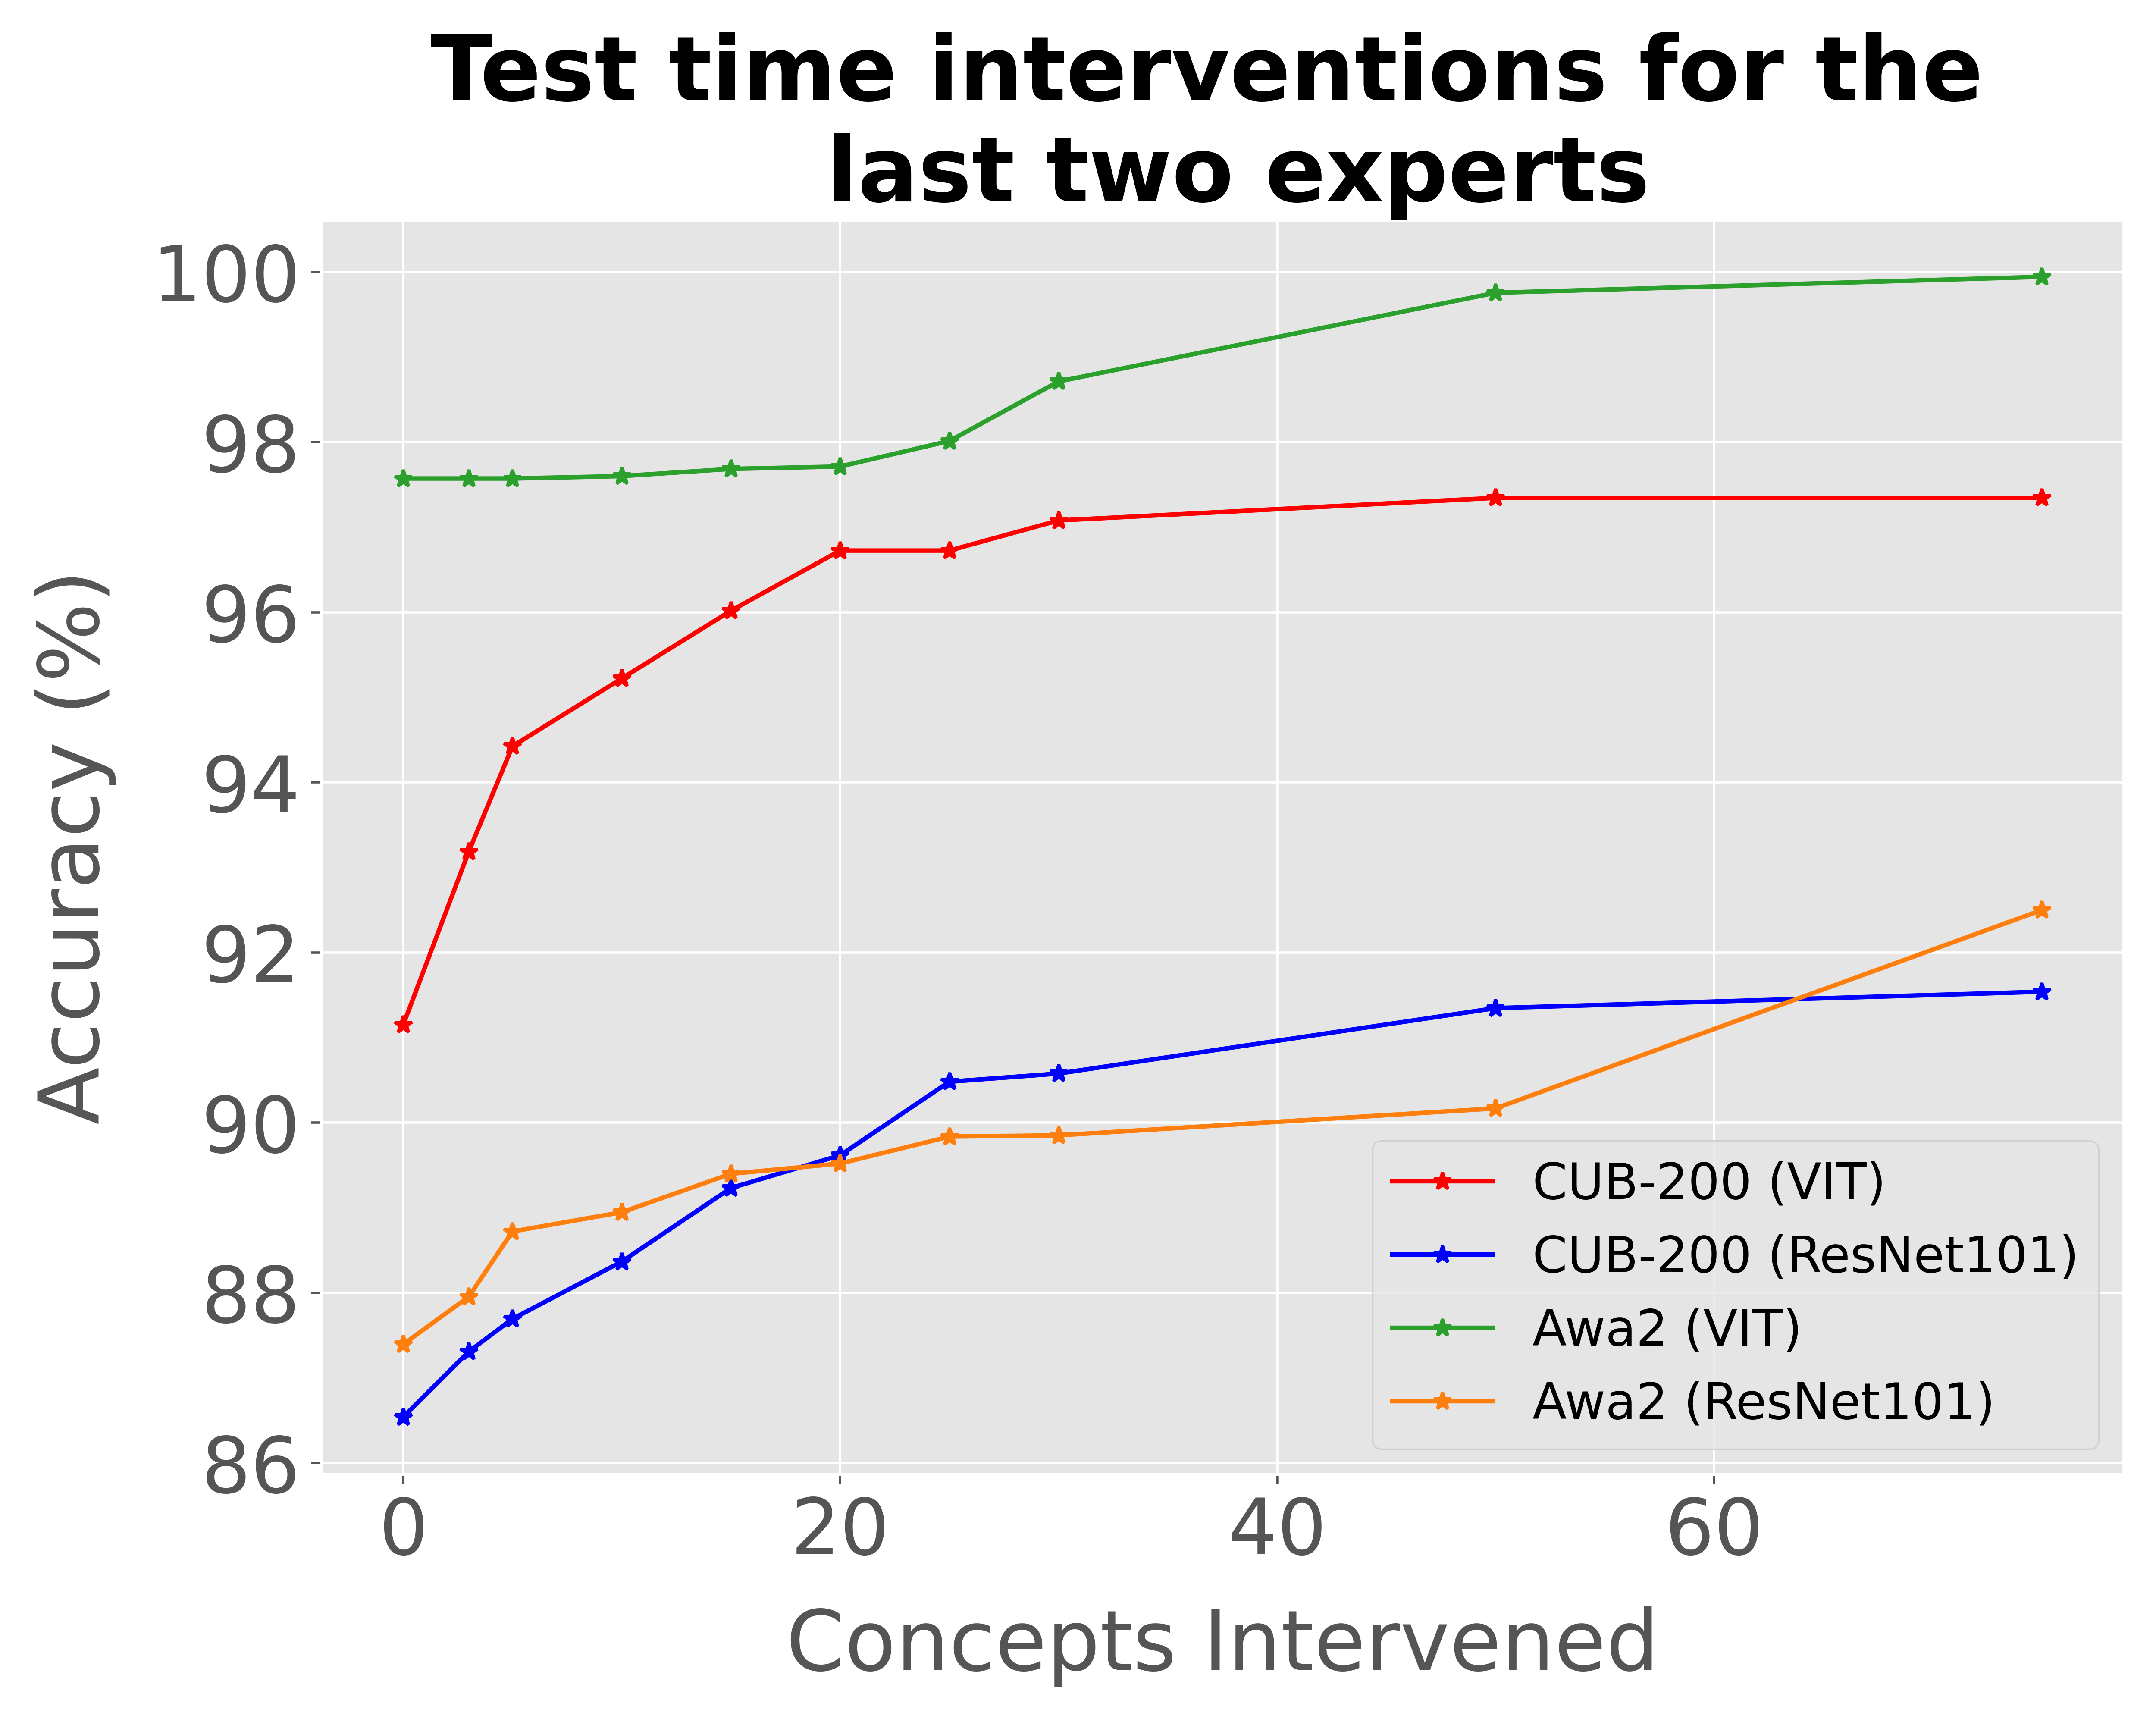 Test time interventions for the
last two experts
100
98
96
94
92
90
88
86
Accuracy (%)
CUB-200 (VIT)
CUB-200 (ResNet101)
Awa2 (VIT)
Awa2 (ResNet101)
0 20 40 60
Concepts Intervened